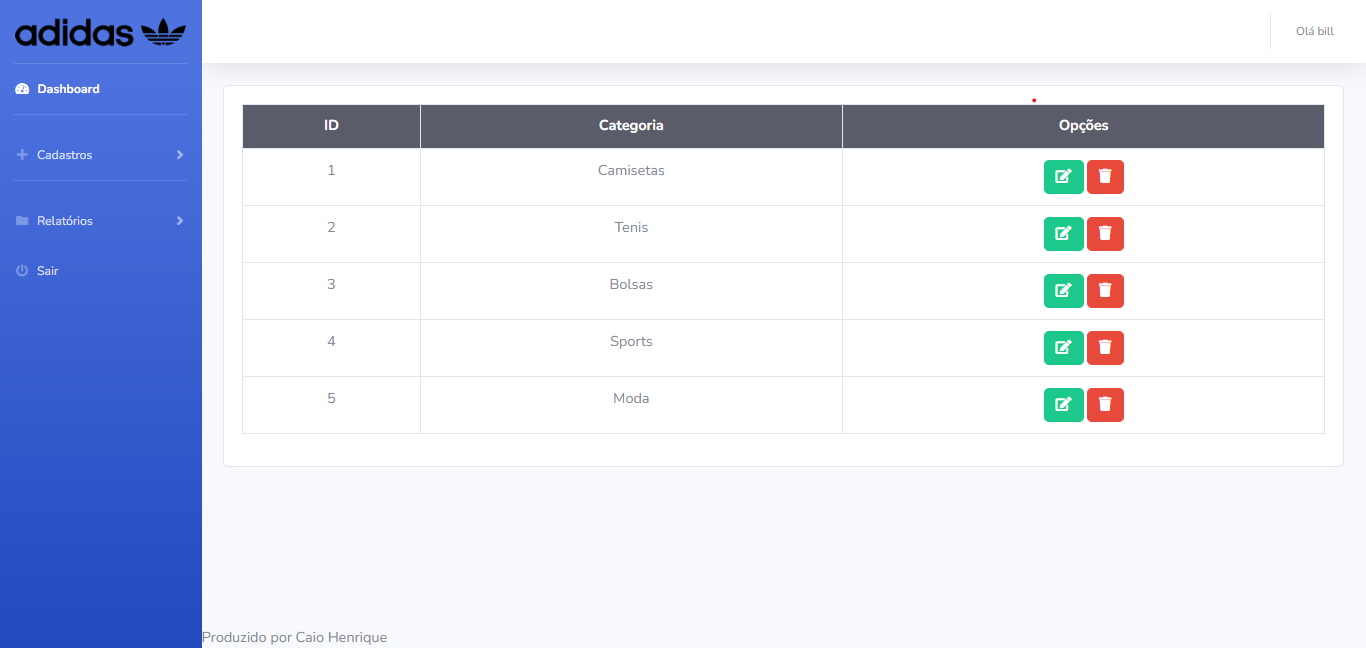 adidas
Olá bill
Dashboard
Cadastros
Relatórios
Sair
ID Categoria Opções
1 Camisetas
2 Tenis
3 Bolsas
4 Sports
5 Moda
Produzido por Caio Henrique